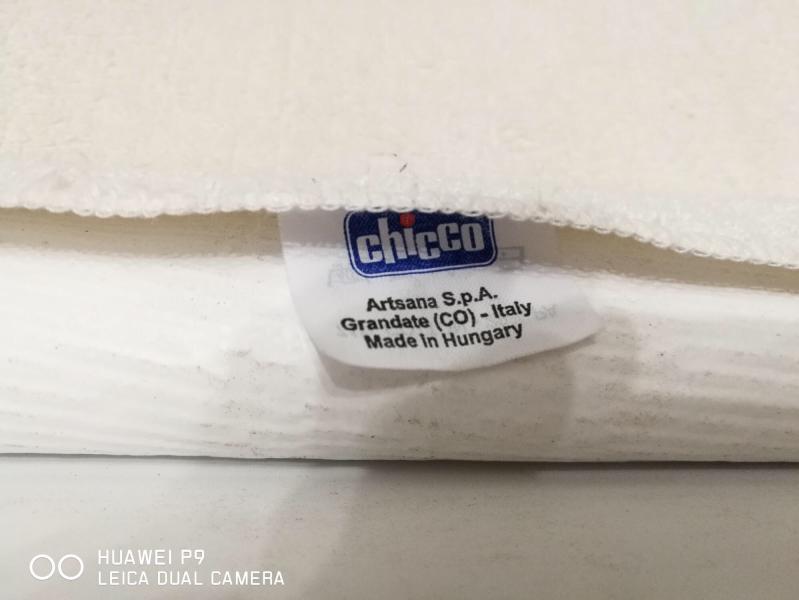 chicco
Artsana S.p.A.
Grandate (CO) - Italy
Made in Hungary
HUAWEI P9
LEICA DUAL CAMERA